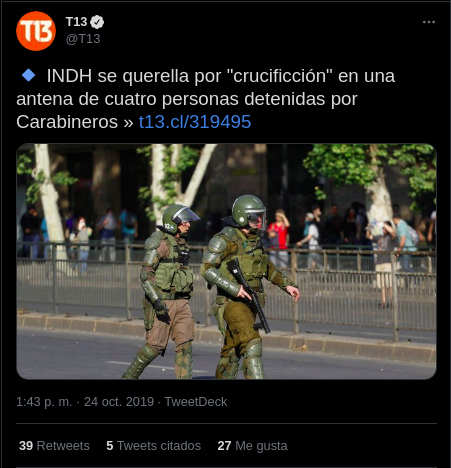 T13
T13
@T13
INDH se querella por "crucificción" en una
antena de cuatro personas detenidas por
Carabineros » t13.cl/319495
1:43 p. m. · 24 oct. 2019 · TweetDeck
39 Retweets 5 Tweets citados 27 Me gusta